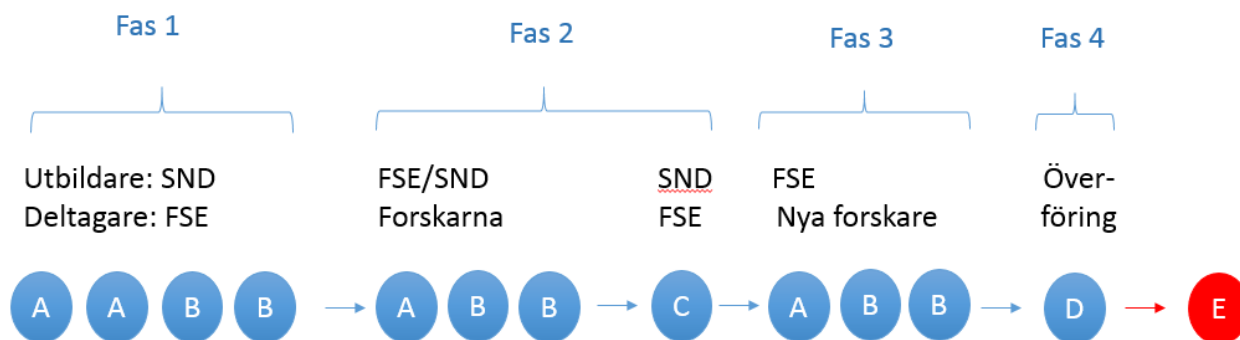 Fas 1 Fas 2 Fas 3 Fas 4
Utbildare: SND FSE/SND SND FSE Över-
Deltagare: FSE Forskarna FSE Nya forskare föring
A A B B A B B C A B B D E